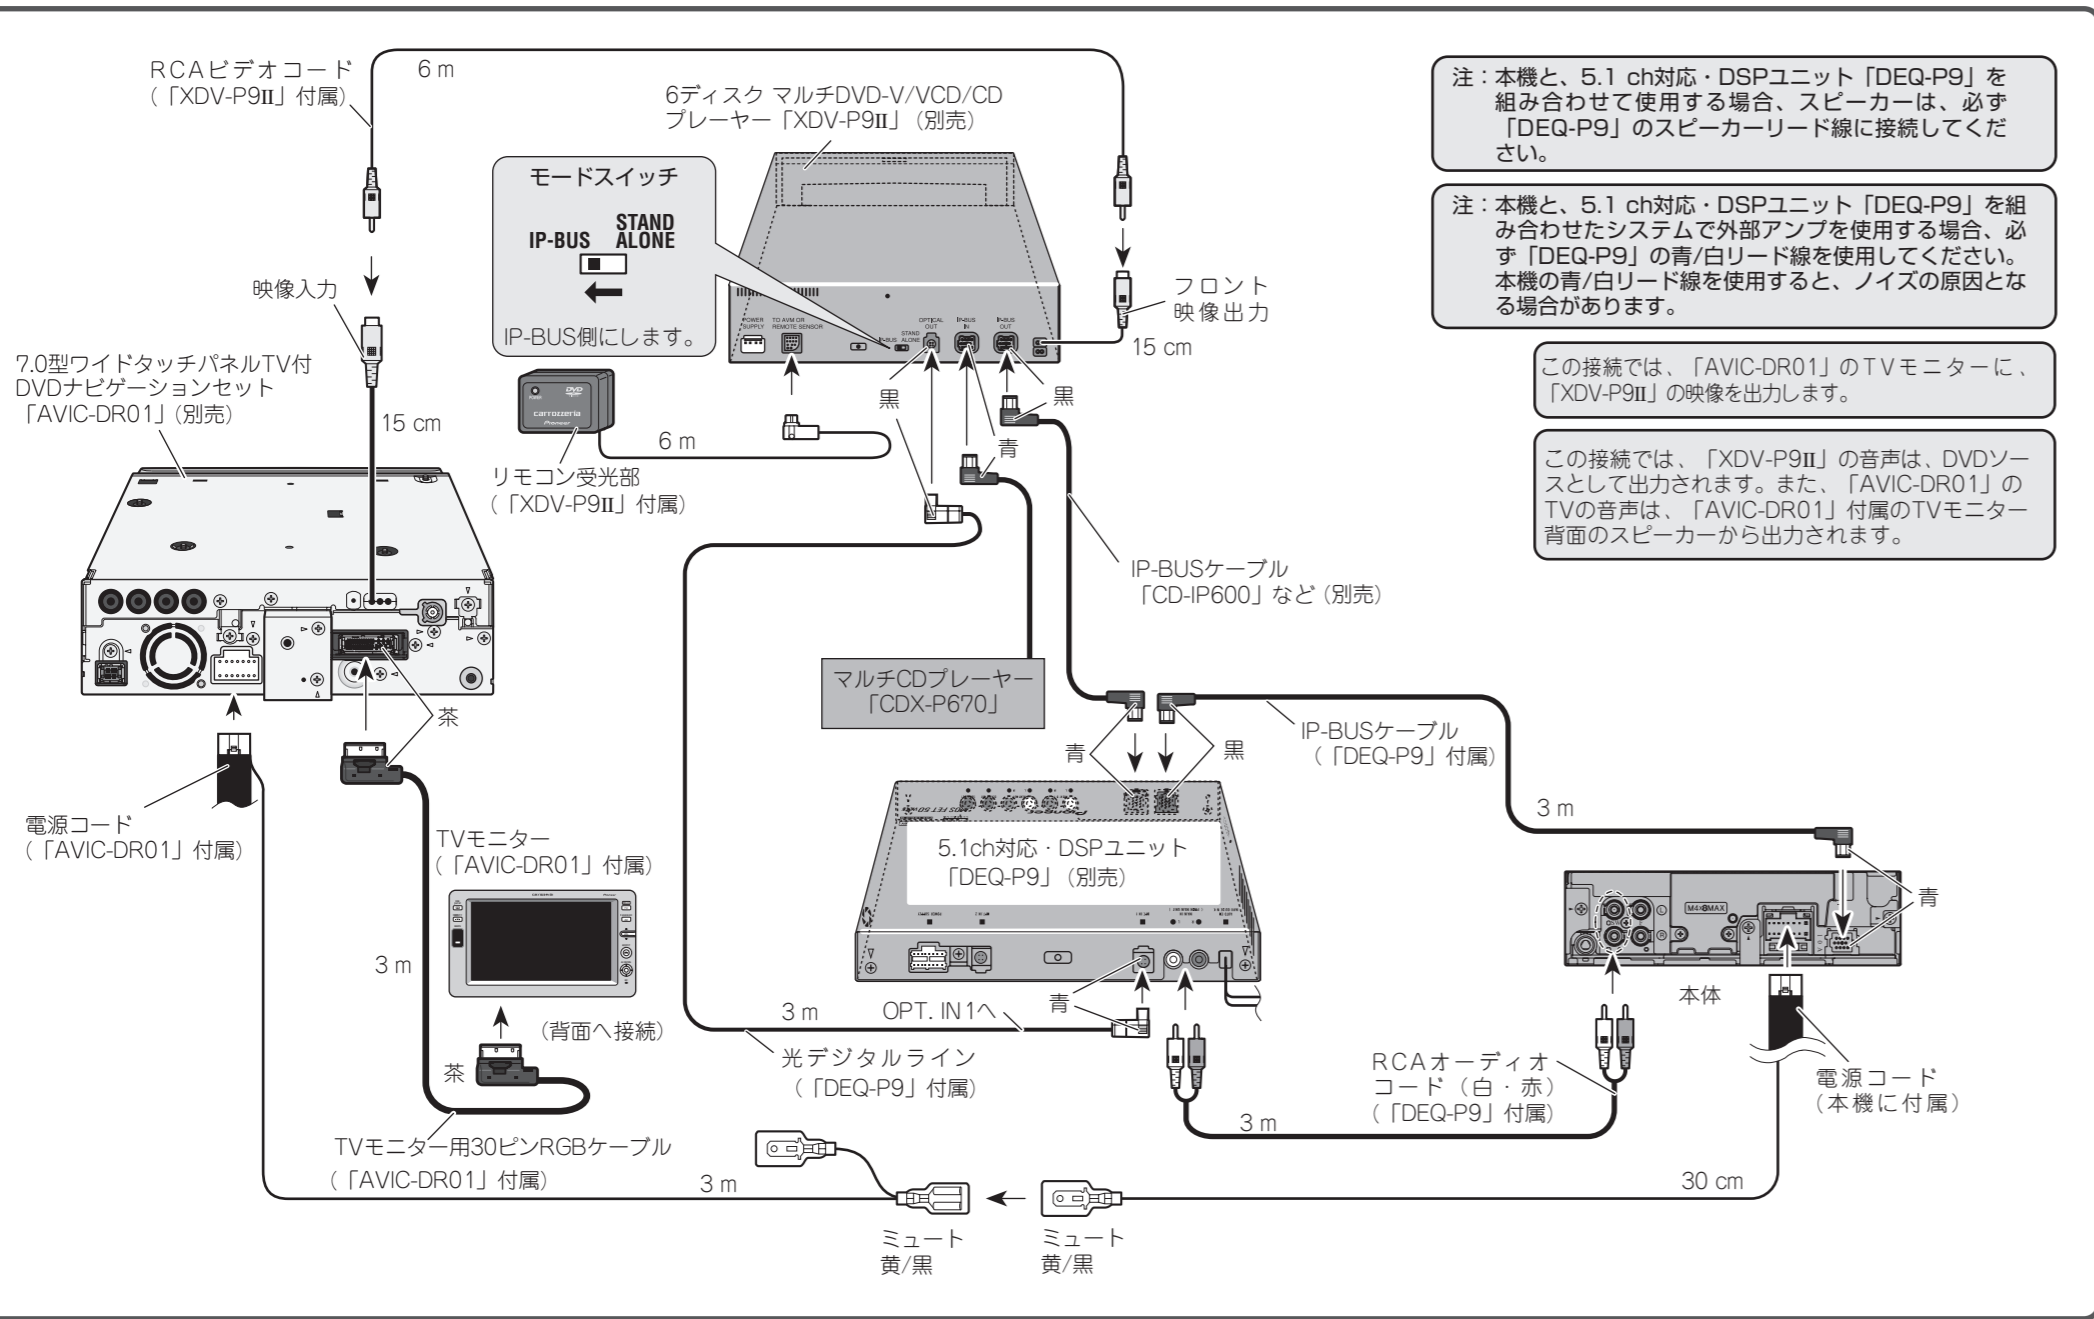 RCAビデオコード
（「XDV-P9II」付属）
6 m
6ディスク マルチDVD-V/VCD/CD
プレーヤー「XDV-P9II」（別売）
モードスイッチ
IP-BUS
STAND
ALONE
IP-BUS側にします。
注：本機と、5.1 ch対応・DSPユニット「DEQ-P9」を
組み合わせて使用する場合、スピーカーは、必ず
「DEQ-P9」のスピーカーリード線に接続してくだ
さい。
注：本機と、5.1 ch対応・DSPユニット「DEQ-P9」を組
み合わせたシステムで外部アンプを使用する場合、必
ず「DEQ-P9」の青/白リード線を使用してください。
本機の青/白リード線を使用すると、ノイズの原因とな
る場合があります。
この接続では、「AVIC-DR01」のTVモニターに、
「XDV-P9II」の映像を出力します。
この接続では、「XDV-P9II」の音声は、DVDソー
スとして出力されます。また、「AVIC-DR01」の
TVの音声は、「AVIC-DR01」付属のTVモニター
背面のスピーカーから出力されます。
映像入力
7.0型ワイドタッチパネルTV付
DVDナビゲーションセット
「AVIC-DR01」（別売）
15 cm
POWER
SUPPLY
TO AVM OR
REMOTE SENSOR
IP-BUS
STAND
ALONE
OPTICAL
OUT
IP-BUS
IN
IP-BUS
OUT
フロント
映像出力
15 cm
POWER
DVD
carrozzeria
Pioneer
リモコン受光部
（「XDV-P9II」付属）
6 m
黒
青
黒
IP-BUSケーブル
「CD-IP600」など（別売）
マルチCDプレーヤー
「CDX-P670」
茶
電源コード
（「AVIC-DR01」付属）
TVモニター
（「AVIC-DR01」付属）
3 m
（背面へ接続）
茶
TVモニター用30ピンRGBケーブル
（「AVIC-DR01」付属）
青
黒
IP-BUSケーブル
（「DEQ-P9」付属）
3 m
5.1ch対応・DSPユニット
「DEQ-P9」（別売）
青
3 m
OPT. IN 1へ
光デジタルライン
（「DEQ-P9」付属）
M4×8MAX
L
R
青
本体
RCAオーディオ
コード（白・赤）
（「DEQ-P9」付属）
3 m
電源コード
（本機に付属）
3 m
30 cm
ミュート
黄/黒
ミュート
黄/黒